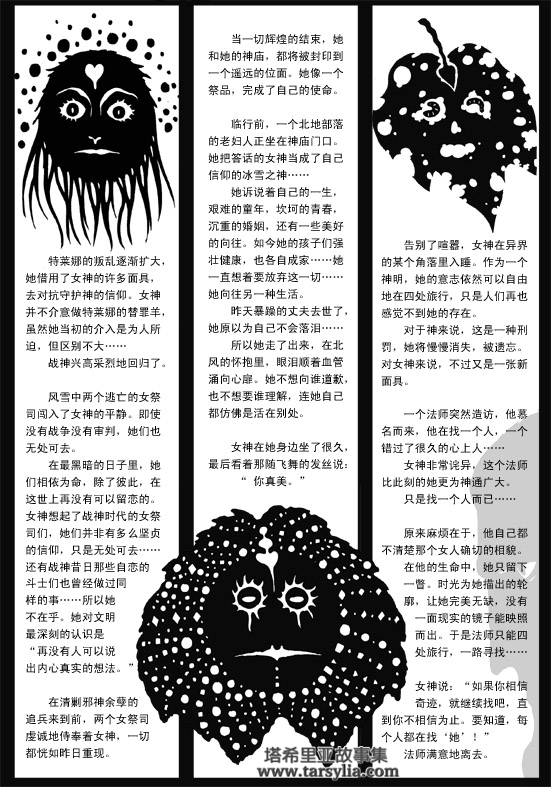 特莱娜的叛乱逐渐扩大，
她借用了女神的许多面具，
去对抗守护神的信仰。女神
并不介意做特莱娜的替罪羊，
虽然她当初的介入是为人所
迫，但区别不大……
战神兴高采烈地回归了。
风雪中两个逃亡的女祭
司闯入了女神的平静。即使
没有战争没有审判，她们也
无处可去。
在最黑暗的日子里，她
们相依为命，除了彼此，在
这世上再没有可以留恋的。
女神想起了战神时代的女祭
司们，她们并非有多么坚贞
的信仰，只是无处可去……
还有战神昔日那些自恋的
斗士们也曾经做过同
样的事……所以她
不在乎。她对文明
最深刻的认识是
“再没有人可以说
出内心真实的想法。”
在清剿邪神余孽的
追兵来到前，两个女祭司
虔诚地侍奉着女神，一切
都恍如昨日重现。
当一切辉煌的结束，她
和她的神庙，都将被封印到
一个遥远的位面。她像一个
祭品，完成了自己的使命。
临行前，一个北地部落
的老妇人正坐在神庙门口。
她把答话的女神当成了自己
信仰的冰雪之神……
她诉说着自己的一生，
艰难的童年，坎坷的青春，
沉重的婚姻，还有一些美好
的向往。如今她的孩子们强
壮健康，也各自成家……她
一直想着要放弃这一切……
她向往另一种生活。
昨天暴躁的丈夫去世了，
她原以为自己不会落泪……
所以她走了出来，在北
风的怀抱里，眼泪顺着血管
涌向心扉。她不想向谁道歉，
也不想要谁理解，连她自己
都仿佛是活在别处。
女神在她身边坐了很久，
最后看着那随飞舞的发丝说：
“ 你真美。”
告别了喧嚣，女神在异界
的某个角落里入睡。作为一个
神明，她的意志依然可以自由
地在四处旅行，只是人们再也
感觉不到她的存在。
对于神来说，这是一种刑
罚，她将慢慢消失，被遗忘。
对女神来说，不过又是一张新
面具。
一个法师突然造访，他慕
名而来，他在找一个人，一个
错过了很久的心上人……
女神非常诧异，这个法师
比此刻的她更为神通广大。
只是找一个人而已……
原来麻烦在于，他自己都
不清楚那个女人确切的相貌。
在他的生命中，她只留下
一瞥。时光为她描出的轮
廓，让她完美无缺，没有
一面现实的镜子能映照
而出。于是法师只能四
处旅行，一路寻找……
女神说：“如果你相信
奇迹，就继续找吧，直
到你不相信为止。要知道，每
个人都在找‘她’！”
法师满意地离去。
塔希里亚故事集
www.tarsylia.com